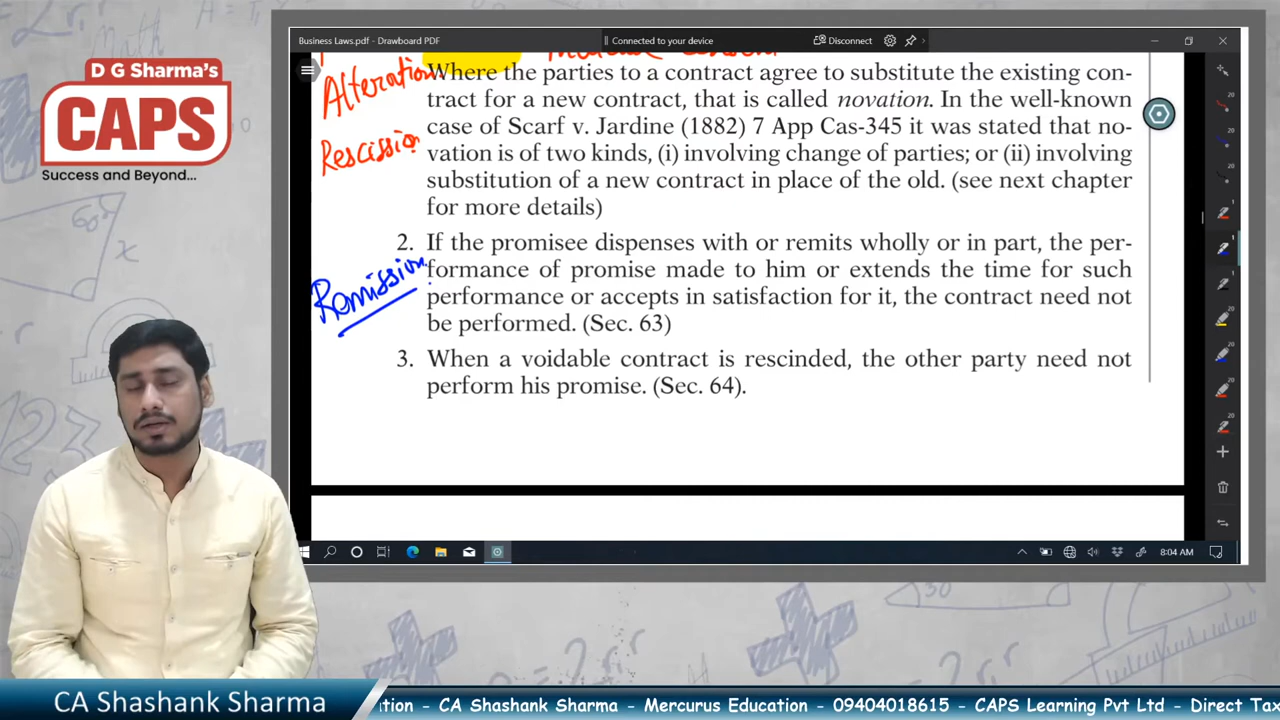 D G Sharma's
CAPS
Success and Beyond...
Business Laws.pdf - Drawboard PDF
Connected to your device
Disconnect
Alteration
Where the parties to a contract agree to substitute the existing con-
tract for a new contract, that is called novation. In the well-known
case of Scarf v. Jardine (1882) 7 App Cas-345 it was stated that no-
Rescission
vation is of two kinds, (i) involving change of parties; or (ii) involving
substitution of a new contract in place of the old. (see next chapter
for more details)
2. If the promisee dispenses with or remits wholly or in part, the per-
Remission
formance of promise made to him or extends the time for such
performance or accepts in satisfaction for it, the contract need not
be performed. (Sec. 63)
3. When a voidable contract is rescinded, the other party need not
perform his promise. (Sec. 64).
8:04 AM
CA Shashank Sharma
tion - CA Shashank Sharma - Mercurus Education - 09404018615 - CAPS Learning Pvt Ltd - Direct Tax